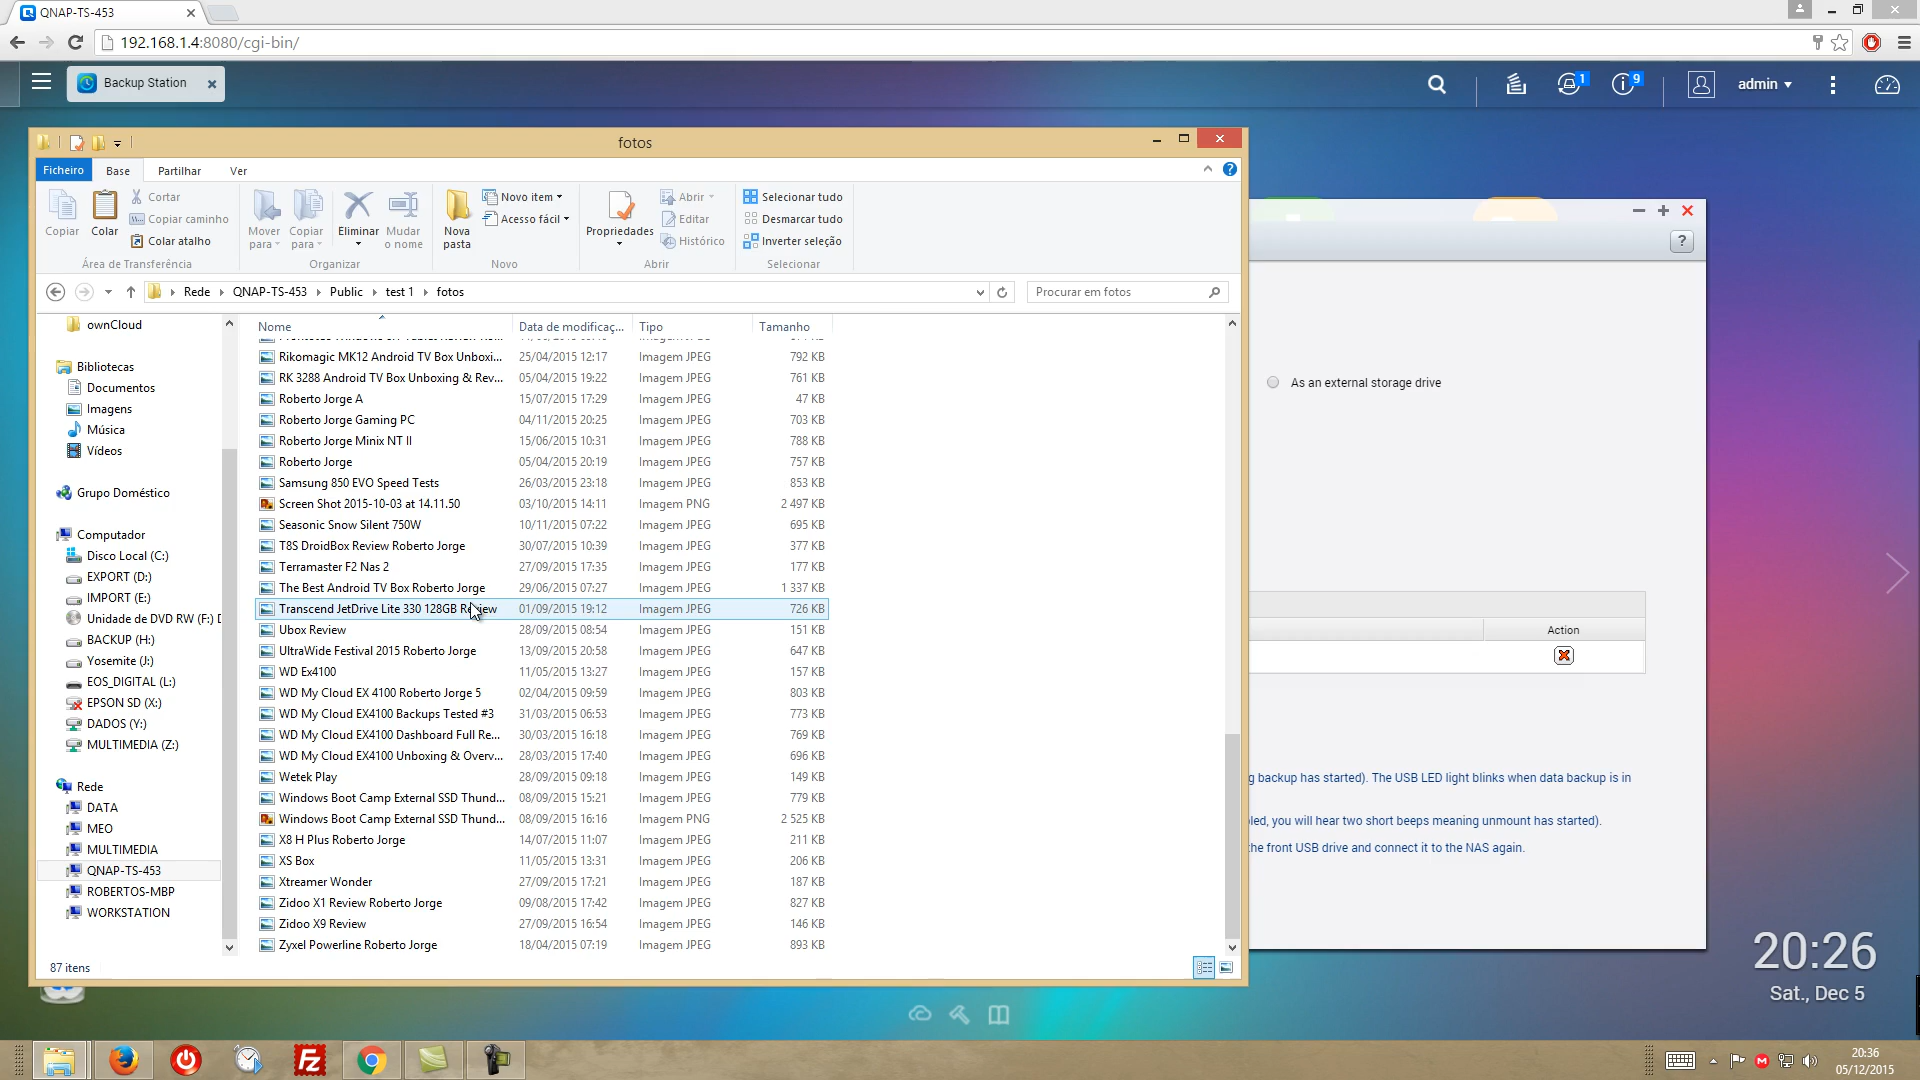 QNAP-TS-453
192.168.1.4:8080/cgi-bin/
Backup Station
1
9
admin
fotos
Ficheiro Base Partilhar Ver
Copiar
Colar
Cortar
Copiar caminho
Colar atalho
Área de Transferência
Mover para
Copiar para
Eliminar
Mudar o nome
Organizar
Nova pasta
Novo item
Acesso fácil
Novo
Propriedades
Abrir
Editar
Histórico
Abrir
Selecionar tudo
Desmarcar tudo
Inverter seleção
Selecionar
Rede QNAP-TS-453 Public test 1 fotos
Procurar em fotos
ownCloud
Bibliotecas
Documentos
Imagens
Música
Vídeos
Grupo Doméstico
Computador
Disco Local (C:)
EXPORT (D:)
IMPORT (E:)
Unidade de DVD RW (F:) D
BACKUP (H:)
Yosemite (J:)
EOS_DIGITAL (L:)
EPSON SD (X:)
DADOS (Y:)
MULTIMEDIA (Z:)
Rede
DATA
MEO
MULTIMEDIA
QNAP-TS-453
ROBERTOS-MBP
WORKSTATION
Nome Data de modificaç... Tipo Tamanho
Rikomagic MK12 Android TV Box Unboxi... 25/04/2015 12:17 Imagem JPEG 792 KB
RK 3288 Android TV Box Unboxing & Rev... 05/04/2015 19:22 Imagem JPEG 761 KB
Roberto Jorge A 15/07/2015 17:29 Imagem JPEG 47 KB
Roberto Jorge Gaming PC 04/11/2015 20:25 Imagem JPEG 703 KB
Roberto Jorge Minix NT II 15/06/2015 10:31 Imagem JPEG 788 KB
Roberto Jorge 05/04/2015 20:19 Imagem JPEG 757 KB
Samsung 850 EVO Speed Tests 26/03/2015 23:18 Imagem JPEG 853 KB
Screen Shot 2015-10-03 at 14.11.50 03/10/2015 14:11 Imagem PNG 2 497 KB
Seasonic Snow Silent 750W 10/11/2015 07:22 Imagem JPEG 695 KB
T8S DroidBox Review Roberto Jorge 30/07/2015 10:39 Imagem JPEG 377 KB
Terramaster F2 Nas 2 27/09/2015 17:35 Imagem JPEG 177 KB
The Best Android TV Box Roberto Jorge 29/06/2015 07:27 Imagem JPEG 1 337 KB
Transcend JetDrive Lite 330 128GB Review 01/09/2015 19:12 Imagem JPEG 726 KB
Ubox Review 28/09/2015 08:54 Imagem JPEG 151 KB
UltraWide Festival 2015 Roberto Jorge 13/09/2015 20:58 Imagem JPEG 647 KB
WD Ex4100 11/05/2015 13:27 Imagem JPEG 157 KB
WD My Cloud EX 4100 Roberto Jorge 5 02/04/2015 09:59 Imagem JPEG 803 KB
WD My Cloud EX4100 Backups Tested #3 31/03/2015 06:53 Imagem JPEG 773 KB
WD My Cloud EX4100 Dashboard Full Re... 30/03/2015 16:18 Imagem JPEG 769 KB
WD My Cloud EX4100 Unboxing & Overv... 28/03/2015 17:40 Imagem JPEG 696 KB
Wetek Play 28/09/2015 09:18 Imagem JPEG 149 KB
Windows Boot Camp External SSD Thund... 08/09/2015 15:21 Imagem JPEG 779 KB
Windows Boot Camp External SSD Thund... 08/09/2015 16:16 Imagem PNG 2 525 KB
X8 H Plus Roberto Jorge 14/07/2015 11:07 Imagem JPEG 211 KB
XS Box 11/05/2015 13:31 Imagem JPEG 206 KB
Xtreamer Wonder 27/09/2015 17:21 Imagem JPEG 187 KB
Zidoo X1 Review Roberto Jorge 09/08/2015 17:42 Imagem JPEG 827 KB
Zidoo X9 Review 27/09/2015 16:54 Imagem JPEG 146 KB
Zyxel Powerline Roberto Jorge 18/04/2015 07:19 Imagem JPEG 893 KB
87 itens
As an external storage drive
Action
g backup has started). The USB LED light blinks when data backup is in
led, you will hear two short beeps meaning unmount has started).
the front USB drive and connect it to the NAS again.
20:26
Sat., Dec 5
20:36
05/12/2015